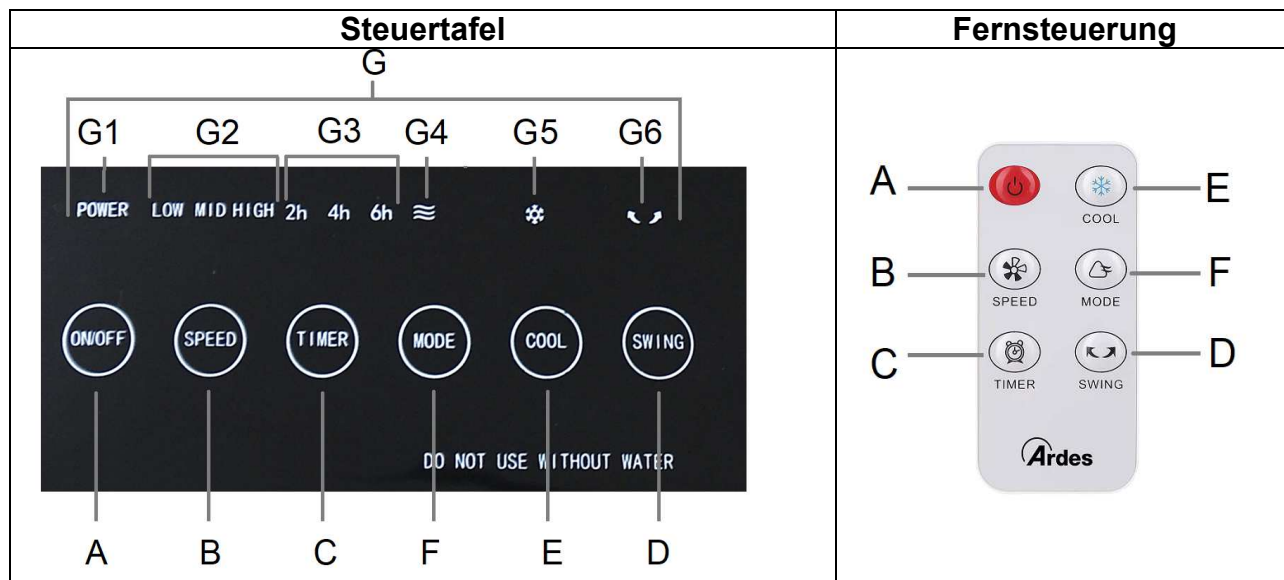 Steuertafel
G
G1 G2 G3 G4 G5 G6
POWER LOW MID HIGH 2h 4h 6h
ON/OFF SPEED TIMER MODE COOL SWING
DO NOT USE WITHOUT WATER
A B C F E D
Fernsteuerung
A E
COOL
B F
SPEED MODE
C D
TIMER SWING
Ardes